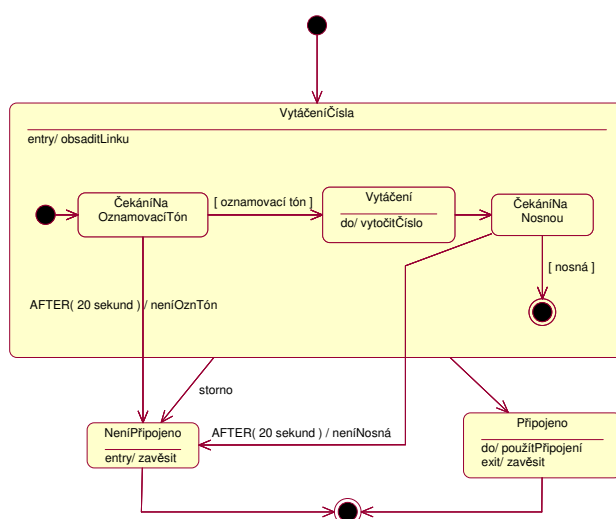 VytáčeníČísla
entry/ obsaditLinku
ČekáníNa
OznamovacíTón
[ oznamovací tón ]
Vytáčení
do/ vytočitČíslo
ČekáníNa
Nosnou
[ nosná ]
AFTER( 20 sekund ) / neníOznTón
storno
AFTER( 20 sekund ) / neníNosná
NeníPřipojeno
entry/ zavěsit
Připojeno
do/ použítPřipojení
exit/ zavěsit